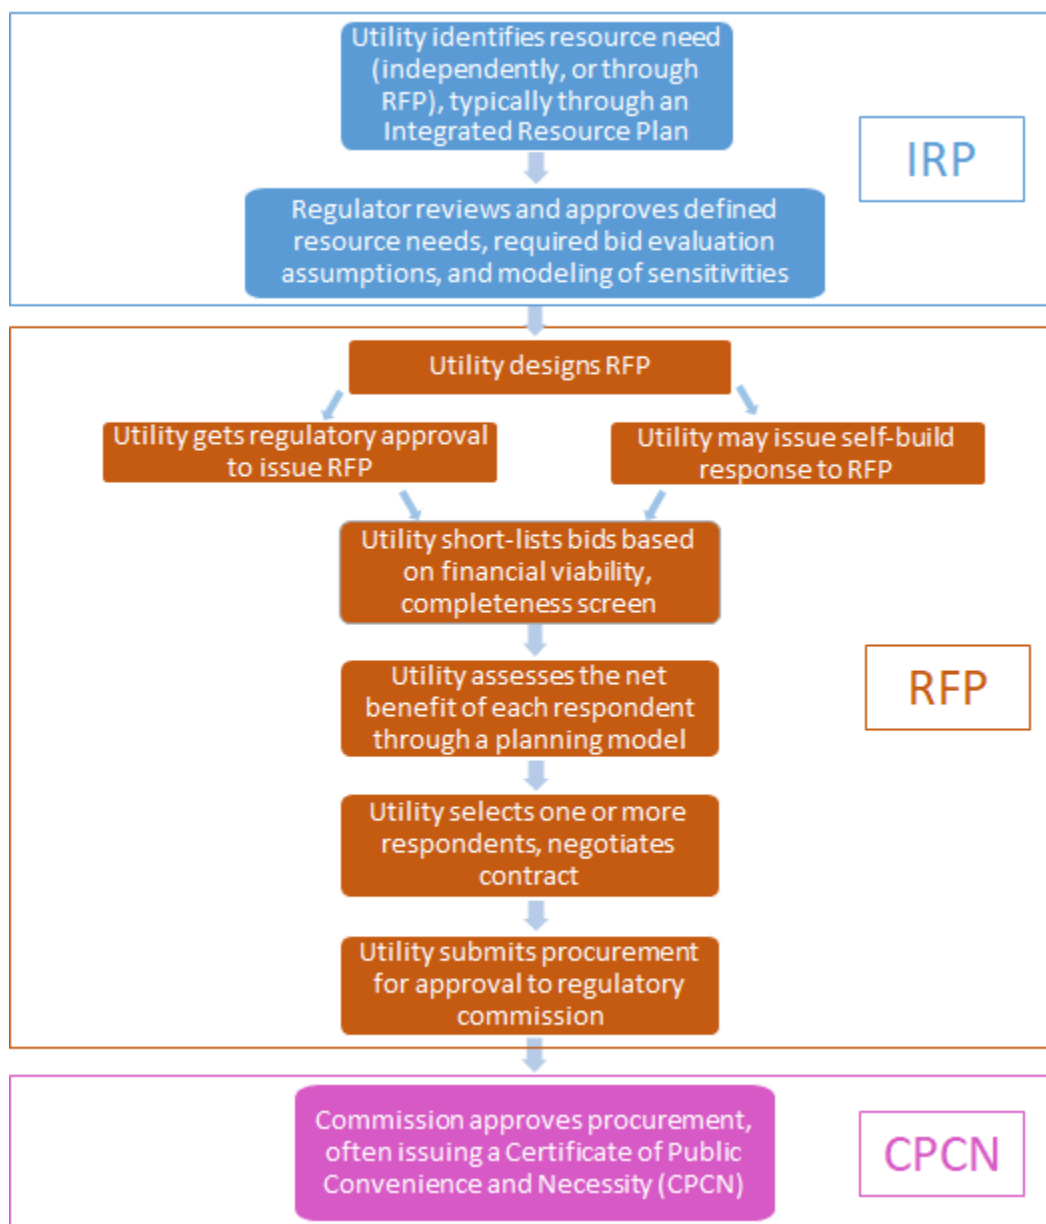 Utility identifies resource need
(independently, or through
RFP), typically through an
Integrated Resource Plan
IRP
Regulator reviews and approves defined
resource needs, required bid evaluation
assumptions, and modeling of sensitivities
Utility designs RFP
Utility gets regulatory approval
to issue RFP
Utility may issue self-build
response to RFP
Utility short-lists bids based
on financial viability,
completeness screen
Utility assesses the net
benefit of each respondent
through a planning model
RFP
Utility selects one or more
respondents, negotiates
contract
Utility submits procurement
for approval to regulatory
commission
Commission approves procurement,
often issuing a Certificate of Public
Convenience and Necessity (CPCN)
CPCN